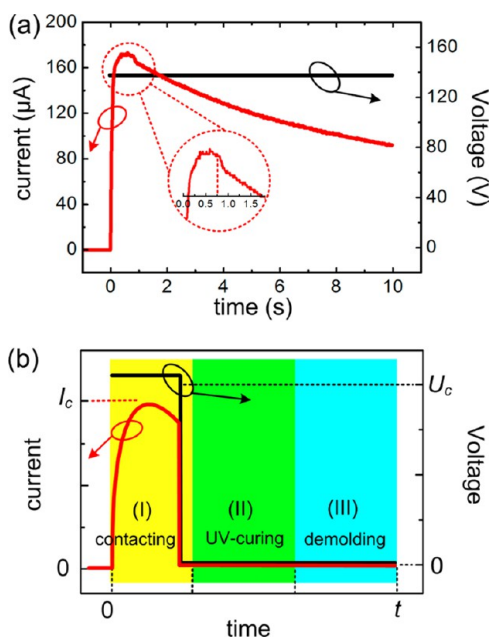 (a)
200
160
120
80
40
0
current (µA)
160
120
80
40
0
Voltage (V)
0.0 0.5 1.0 1.5
0 2 4 6 8 10
time (s)
(b)
I_c
U_c
current
Voltage
(I)
contacting
(II)
UV-curing
(III)
demolding
0
0
0
t
time